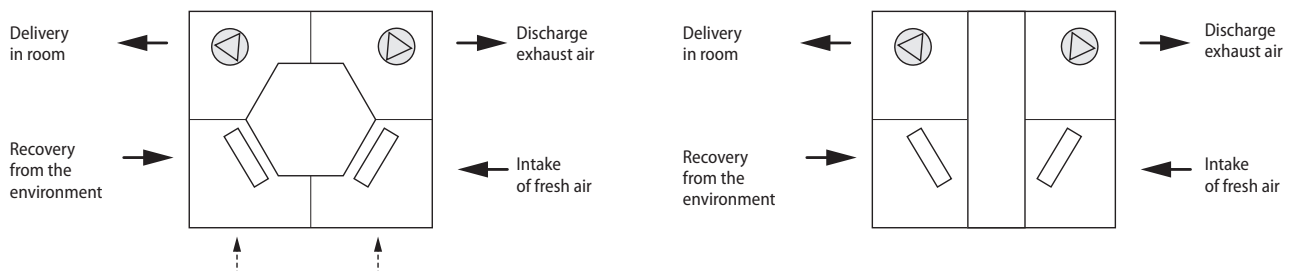 Delivery
in room
Discharge
exhaust air
Recovery
from the
environment
Intake
of fresh air
Delivery
in room
Discharge
exhaust air
Recovery
from the
environment
Intake
of fresh air